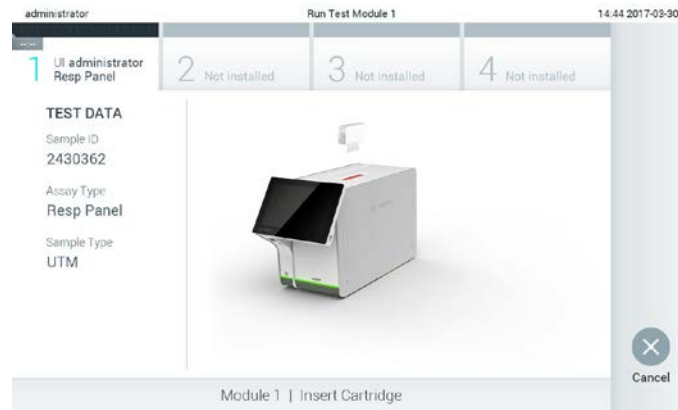 administrator
Run Test Module 1
14:44 2017-03-30
--:--
1
UI administrator
Resp Panel
2 Not installed
3 Not installed
4 Not installed
TEST DATA
Sample ID
2430362
Assay Type
Resp Panel
Sample Type
UTM
Cancel
Module 1 | Insert Cartridge